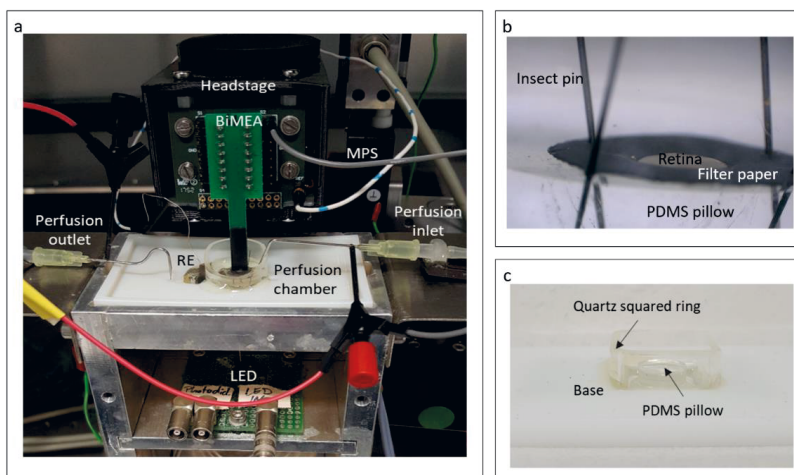 a
Headstage
BiMEA
MPS
Perfusion
outlet
Perfusion
inlet
RE
Perfusion
chamber
LED
LED
b
Insect pin
Retina
Filter paper
PDMS pillow
c
Quartz squared ring
Base
PDMS pillow